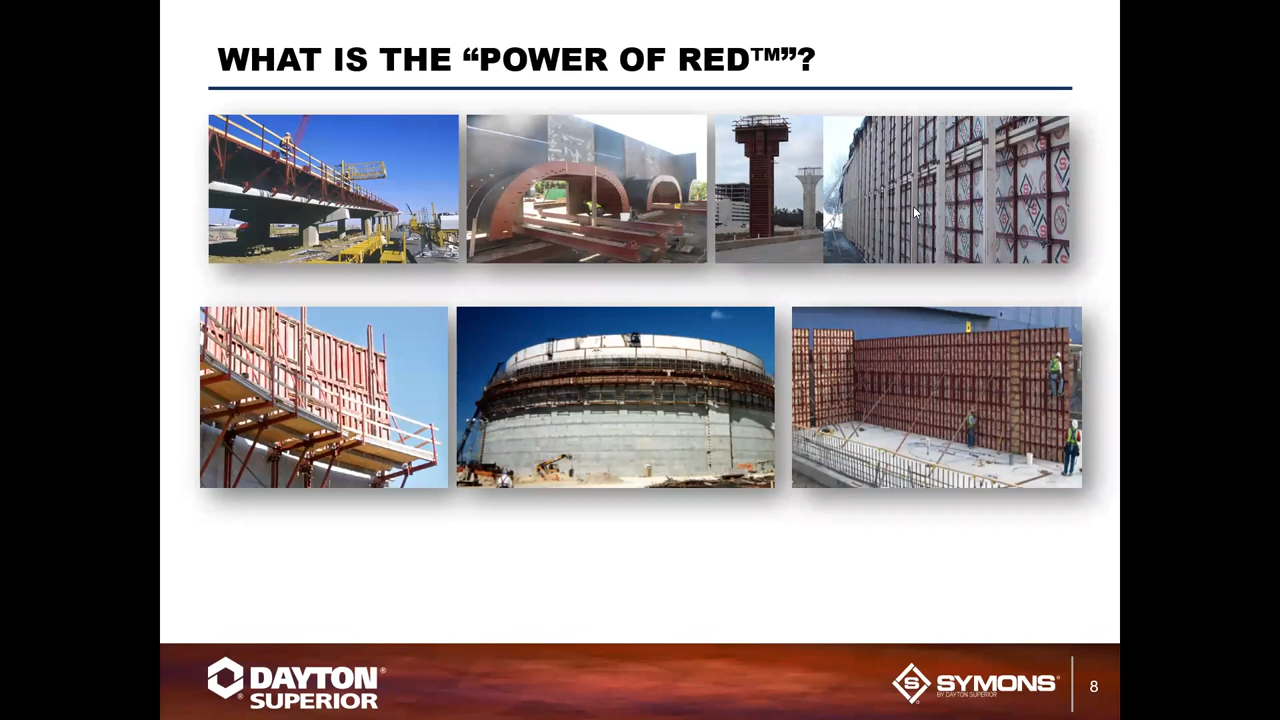 WHAT IS THE “POWER OF RED™”?
DAYTON®
®SUPERIOR
S SYMONS®
BY DAYTON SUPERIOR
8